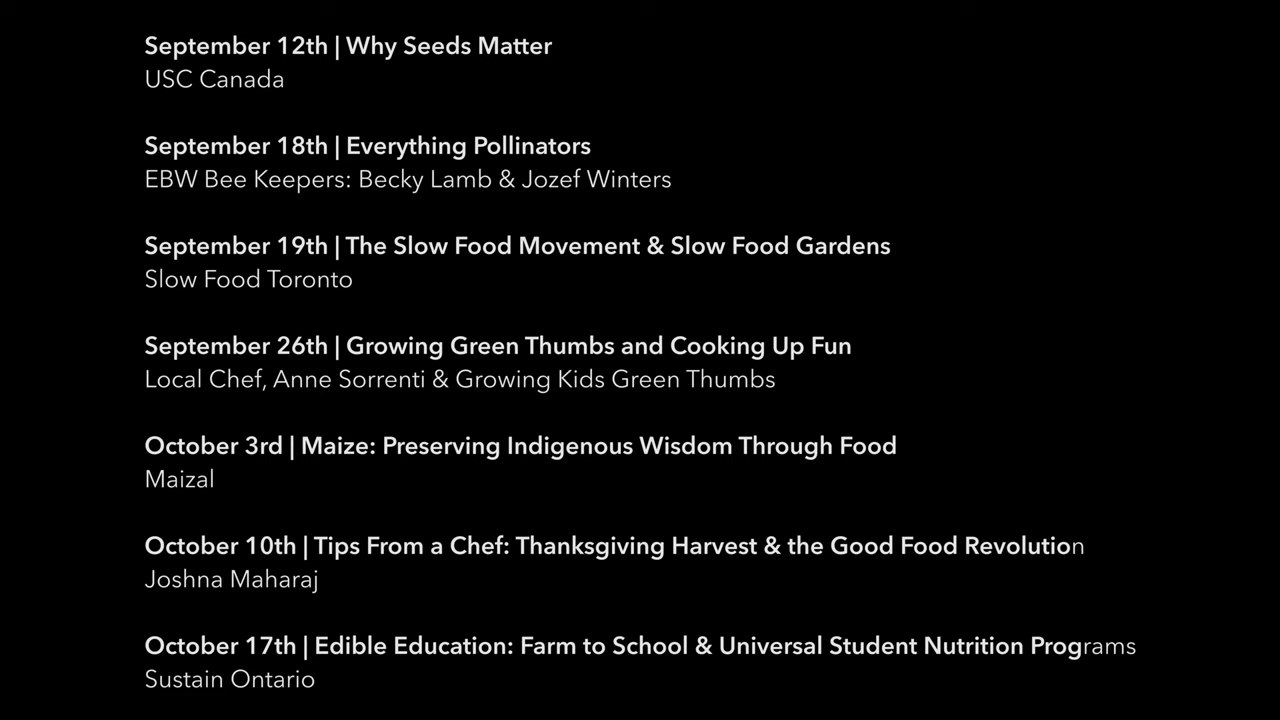 September 12th | Why Seeds Matter
USC Canada
September 18th | Everything Pollinators
EBW Bee Keepers: Becky Lamb & Jozef Winters
September 19th | The Slow Food Movement & Slow Food Gardens
Slow Food Toronto
September 26th | Growing Green Thumbs and Cooking Up Fun
Local Chef, Anne Sorrenti & Growing Kids Green Thumbs
October 3rd | Maize: Preserving Indigenous Wisdom Through Food
Maizal
October 10th | Tips From a Chef: Thanksgiving Harvest & the Good Food Revolution
Joshna Maharaj
October 17th | Edible Education: Farm to School & Universal Student Nutrition Programs
Sustain Ontario